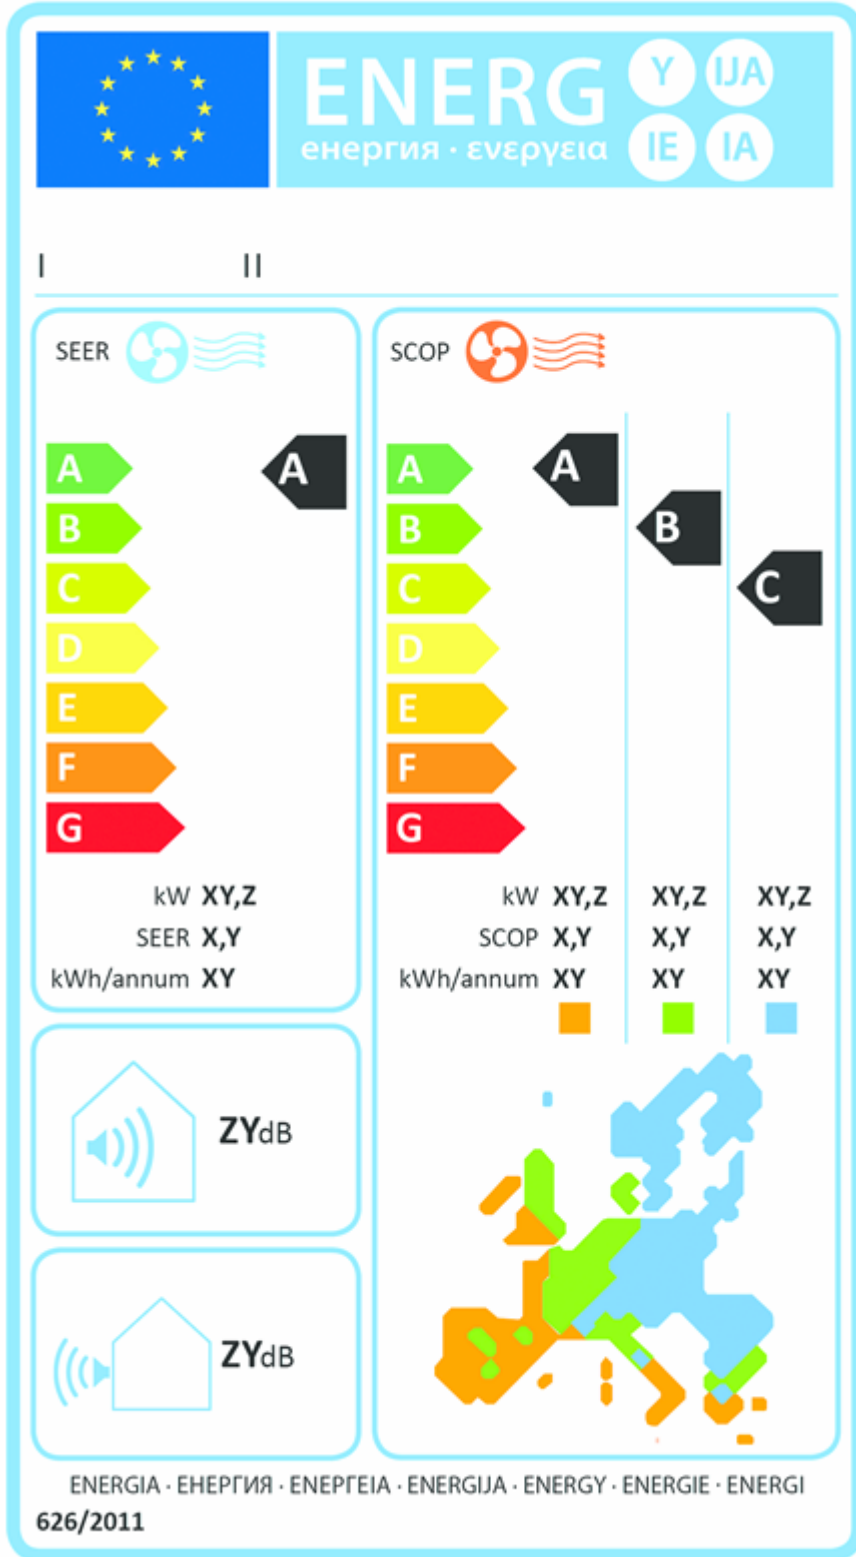 ENERG Y IJA
енергия · ενεργεια IE IA
I II
SEER
A A
B
C
D
E
F
G
kW XY,Z
SEER X,Y
kWh/annum XY
SCOP
A A
B B
C C
D
E
F
G
kW XY,Z XY,Z XY,Z
SCOP X,Y X,Y X,Y
kWh/annum XY XY XY
ZYdB
ZYdB
ENERGIA · ЕНЕРГИЯ · ΕΝΕΡΓΕΙΑ · ENERGIJA · ENERGY · ENERGIE · ENERGI
626/2011